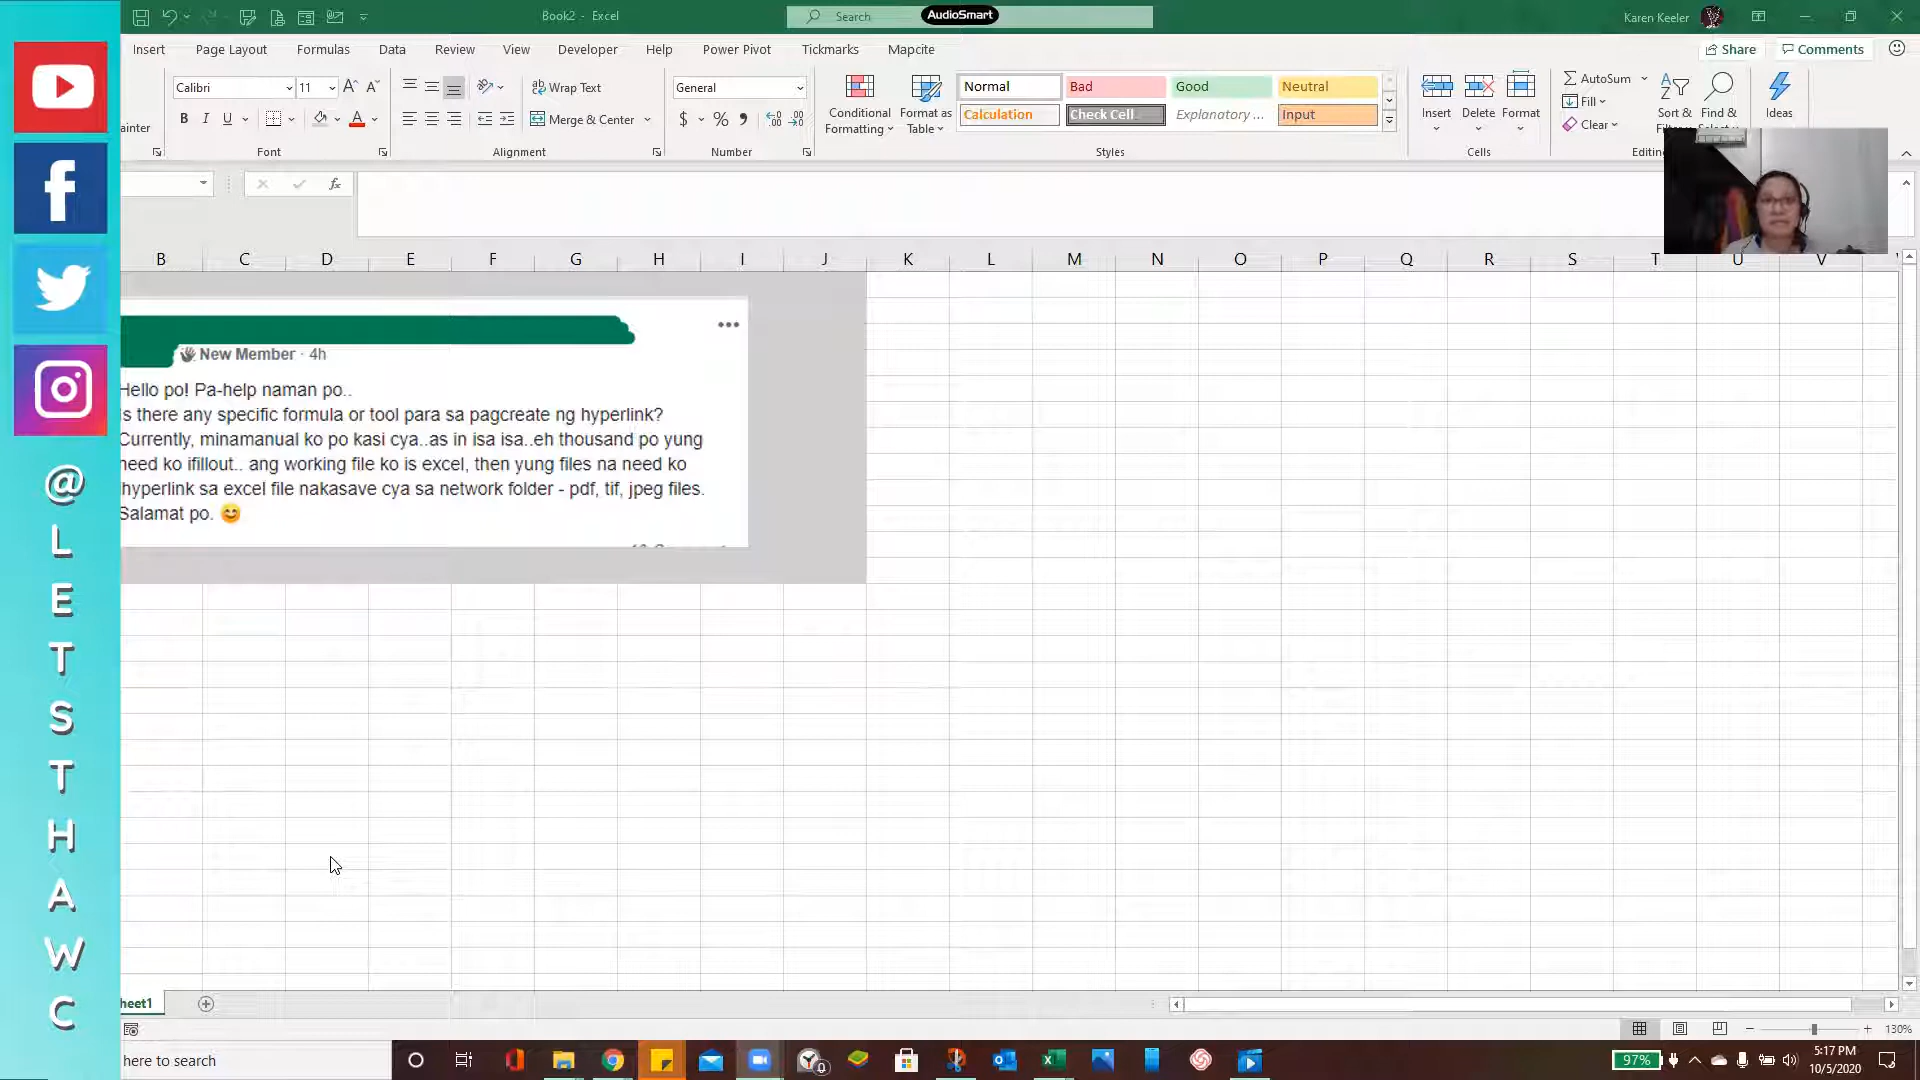 Book2 - Excel
Search
AudioSmart
Karen Keeler
Insert Page Layout Formulas Data Review View Developer Help Power Pivot Tickmarks Mapcite
Share Comments
Calibri 11
Wrap Text
General
Conditional Formatting
Format as Table
Normal Bad Good Neutral
Calculation Check Cell Explanatory ... Input
Insert Delete Format
AutoSum
Fill
Clear
Sort &
Find &
Ideas
ainter
B I U
Merge & Center
$ % 9
Font Alignment Number Styles Cells Editin
fx
B C D E F G H I J K L M N O P Q R S T U V
New Member · 4h
Hello po! Pa-help naman po..
Is there any specific formula or tool para sa pagcreate ng hyperlink?
Currently, minamanual ko po kasi cya..as in isa isa..eh thousand po yung
need ko ifillout.. ang working file ko is excel, then yung files na need ko
ihyperlink sa excel file nakasave cya sa network folder - pdf, tif, jpeg files.
Salamat po. 😊
@
L
E
T
S
T
H
A
W
C
heet1
130%
here to search
97%
5:17 PM
10/5/2020